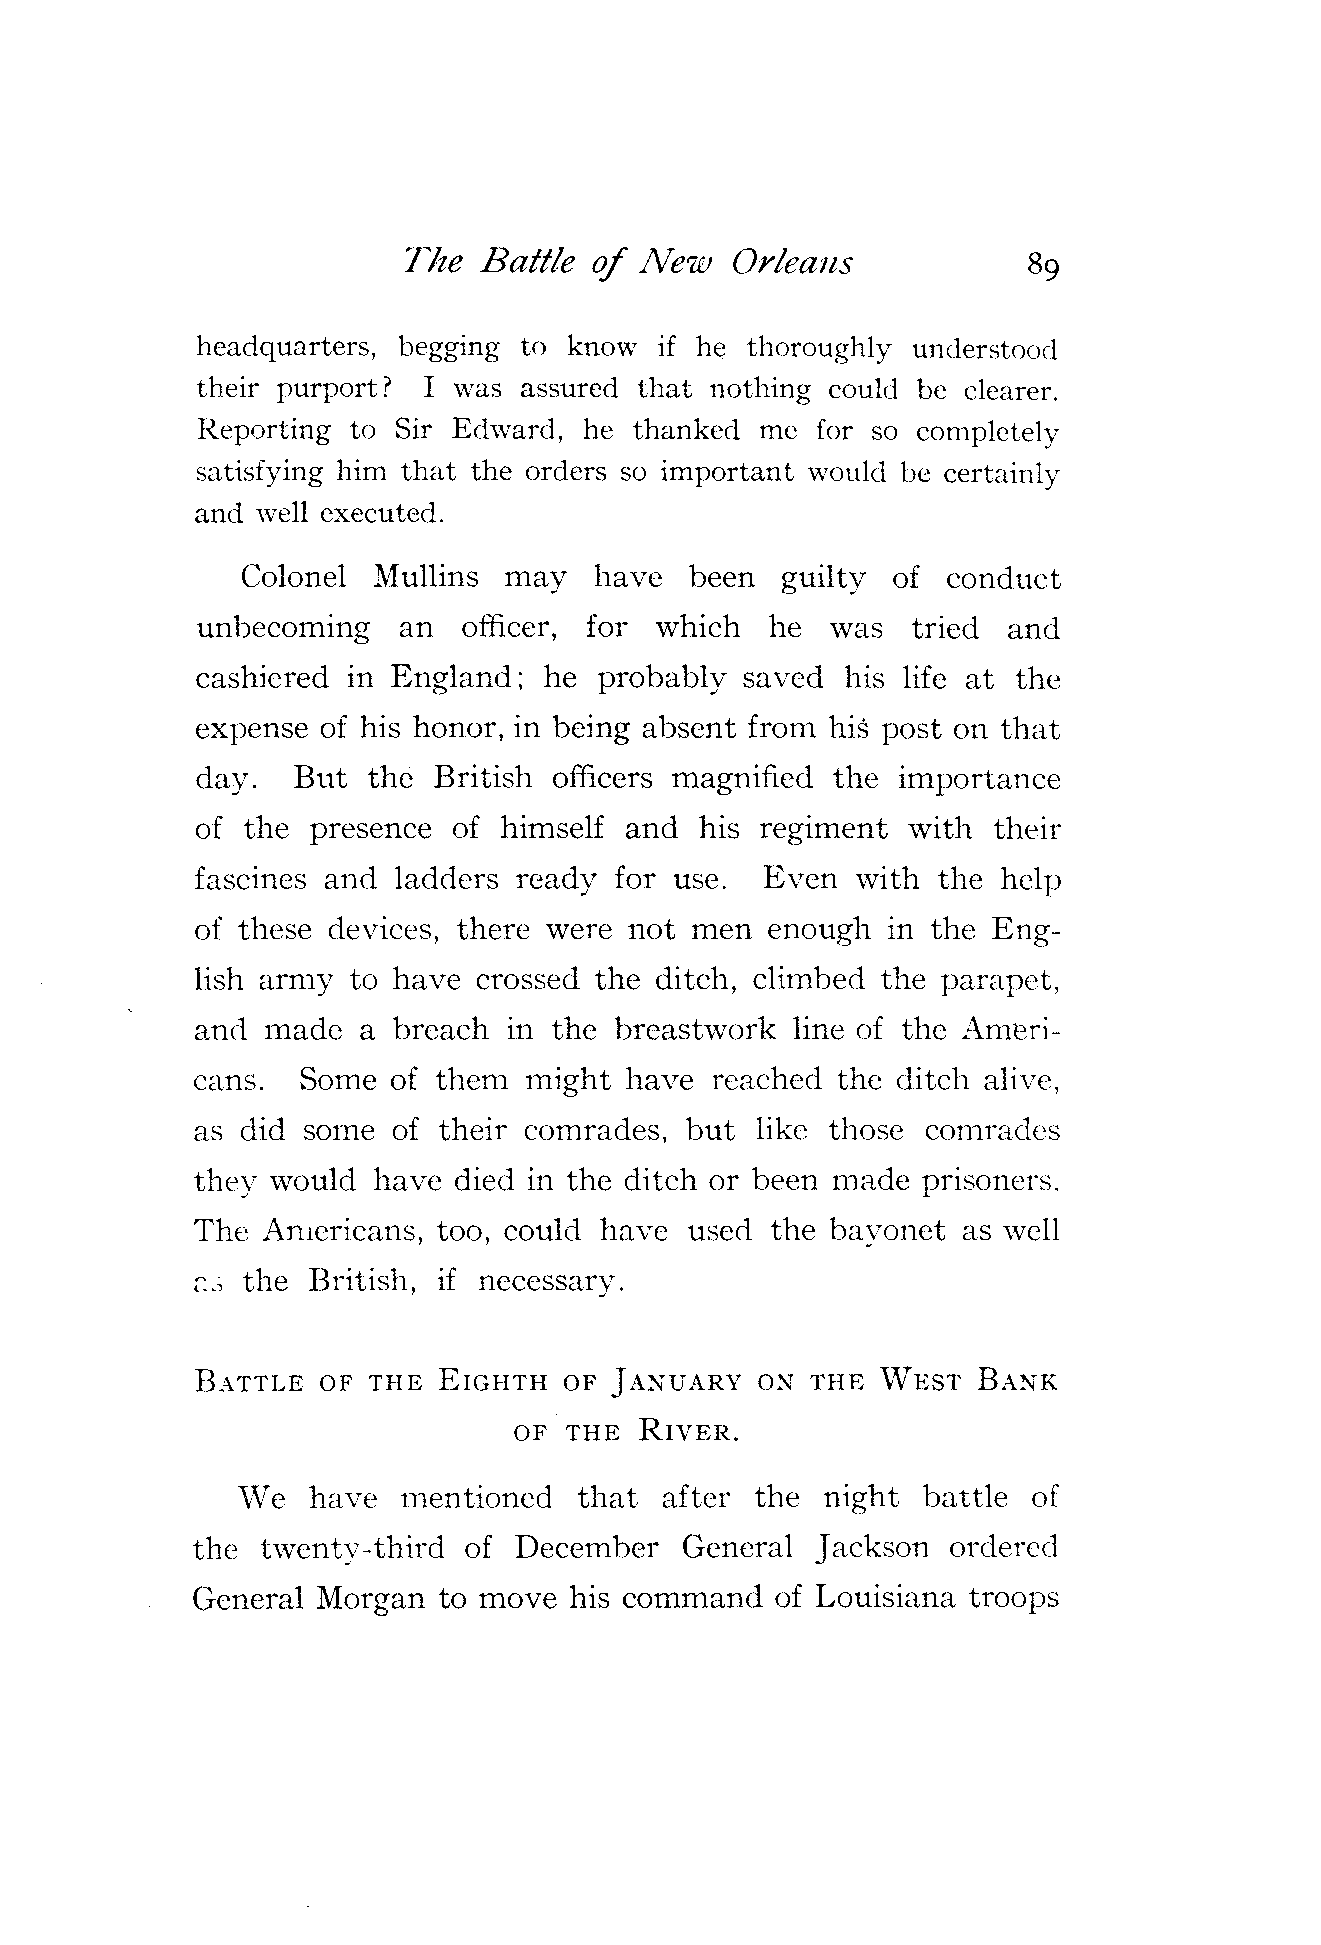 The Battle of New Orleans 89
headquarters, begging to know if he thoroughly understood
their purport? I was assured that nothing could be clearer.
Reporting to Sir Edward, he thanked me for so completely
satisfying him that the orders so important would be certainly
and well executed.
Colonel Mullins may have been guilty of conduct
unbecoming an officer, for which he was tried and
cashiered in England; he probably saved his life at the
expense of his honor, in being absent from his post on that
day. But the British officers magnified the importance
of the presence of himself and his regiment with their
fascines and ladders ready for use. Even with the help
of these devices, there were not men enough in the Eng-
lish army to have crossed the ditch, climbed the parapet,
and made a breach in the breastwork line of the Ameri-
cans. Some of them might have reached the ditch alive,
as did some of their comrades, but like those comrades
they would have died in the ditch or been made prisoners.
The Americans, too, could have used the bayonet as well
as the British, if necessary.
BATTLE OF THE EIGHTH OF JANUARY ON THE WEST BANK
OF THE RIVER.
We have mentioned that after the night battle of
the twenty-third of December General Jackson ordered
General Morgan to move his command of Louisiana troops